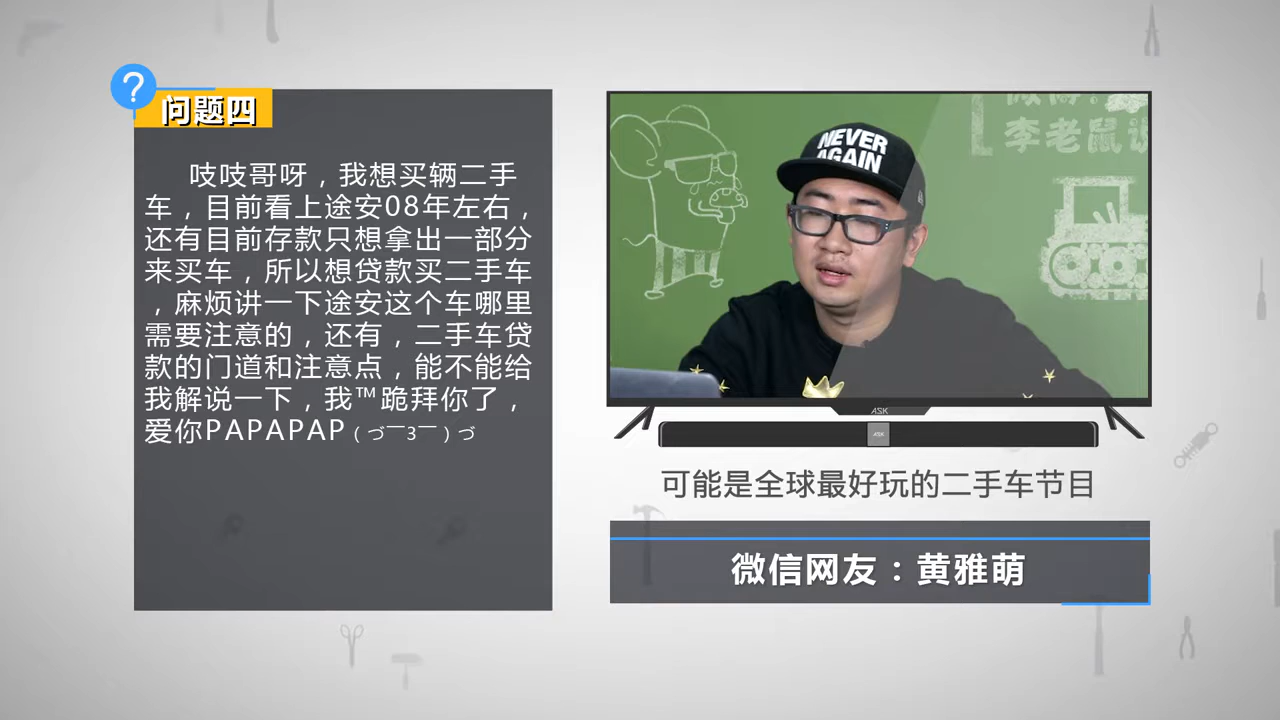 ?
问题四
吱吱哥呀，我想买辆二手
车，目前看上途安08年左右，
还有目前存款只想拿出一部分
来买车，所以想贷款买二手车
，麻烦讲一下途安这个车哪里
需要注意的，还有，二手车贷
款的门道和注意点，能不能给
我解说一下，我™跪拜你了，
爱你PAPAPAP（づ￣3￣）づ
NEVER
AGAIN
李老鼠说
ASK
ASK
可能是全球最好玩的二手车节目
微信网友：黄雅萌